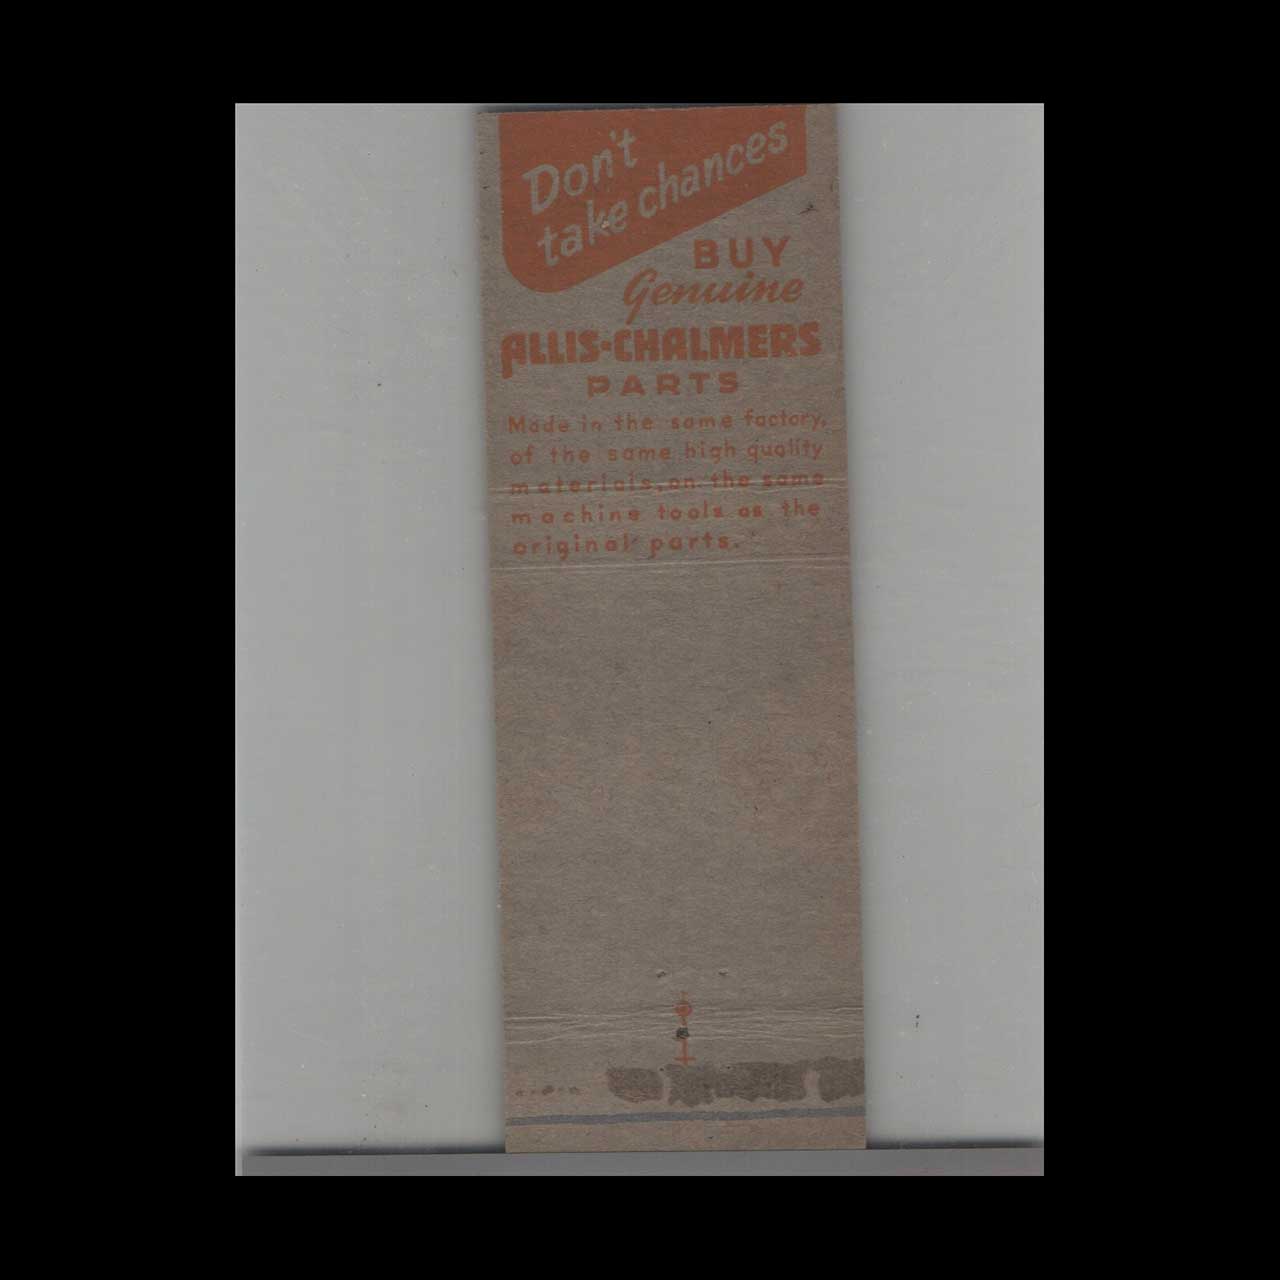 Don't
take chances
BUY
Genuine
ALLIS-CHALMERS
PARTS
Made in the same factory,
of the same high quality
materials, on the same
machine tools as the
original parts.